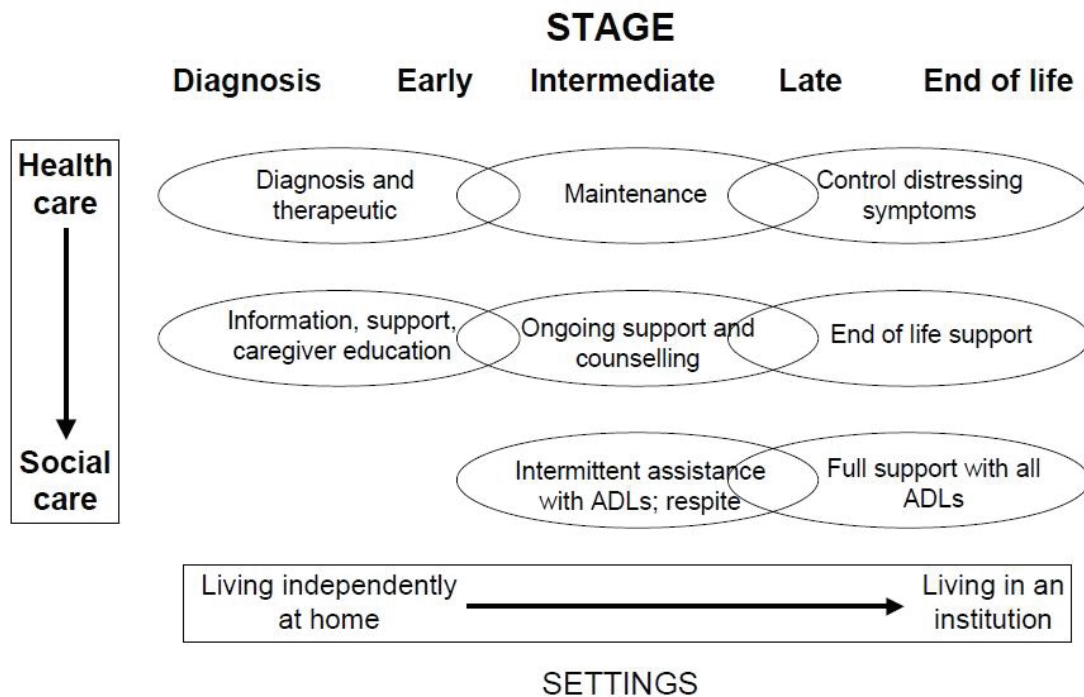 STAGE
Diagnosis Early Intermediate Late End of life
Health
care
Diagnosis and
therapeutic
Maintenance
Control distressing
symptoms
Information, support,
caregiver education
Ongoing support and
counselling
End of life support
Social
care
Intermittent assistance
with ADLs; respite
Full support with all
ADLs
Living independently
at home
Living in an
institution
SETTINGS